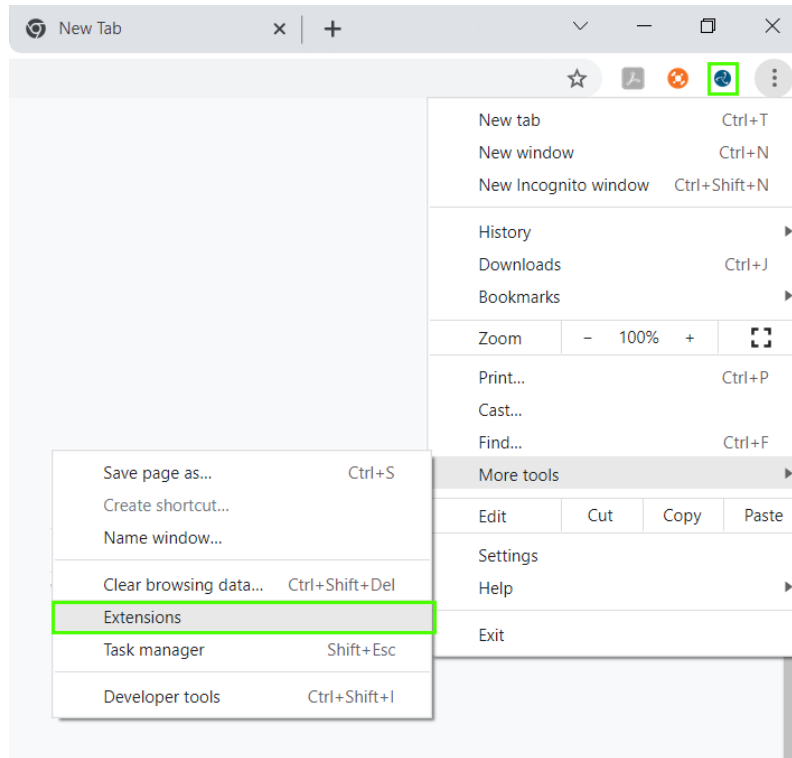 New Tab
New tab Ctrl+T
New window Ctrl+N
New Incognito window Ctrl+Shift+N
History
Downloads Ctrl+J
Bookmarks
Zoom - 100% +
Print... Ctrl+P
Cast...
Find... Ctrl+F
More tools
Edit Cut Copy Paste
Settings
Help
Exit
Save page as... Ctrl+S
Create shortcut...
Name window...
Clear browsing data... Ctrl+Shift+Del
Extensions
Task manager Shift+Esc
Developer tools Ctrl+Shift+I